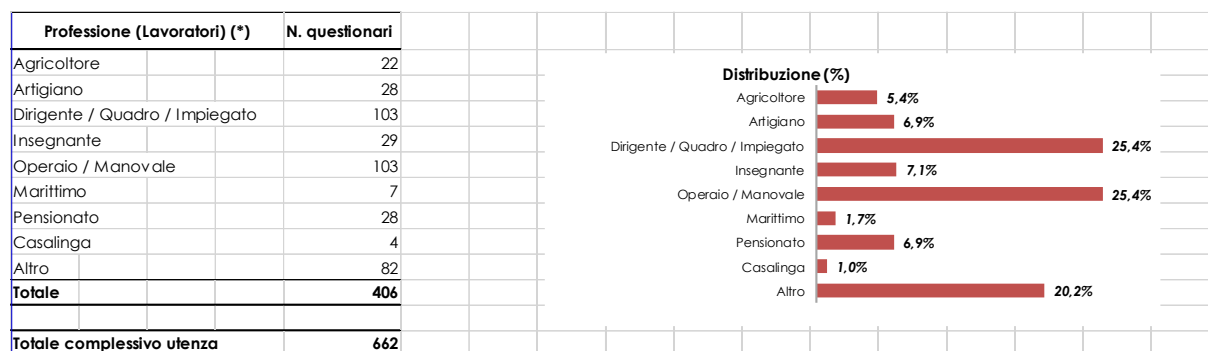 Professione (Lavoratori) (*) N. questionari
Agricoltore 22
Artigiano 28
Dirigente / Quadro / Impiegato 103
Insegnante 29
Operaio / Manovale 103
Marittimo 7
Pensionato 28
Casalinga 4
Altro 82
Totale 406
Totale complessivo utenza 662
Distribuzione (%)
Agricoltore 5,4%
Artigiano 6,9%
Dirigente / Quadro / Impiegato 25,4%
Insegnante 7,1%
Operaio / Manovale 25,4%
Marittimo 1,7%
Pensionato 6,9%
Casalinga 1,0%
Altro 20,2%